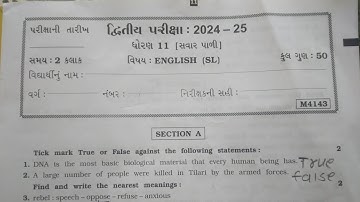 પરીક્ષાની તારીખ
દ્વિતીય પરીક્ષા : 2024 – 25
ધોરણ 11 [સવાર પાળી]
સમય : 2 કલાક
વિષય : ENGLISH (SL)
કુલ ગુણ : 50
વિદ્યાર્થીનું નામ :
વર્ગ :
નંબર :
નિરીક્ષકની સહી :
M4143
SECTION A
Tick mark True or False against the following statements : 2
1. DNA is the most basic biological material that every human being has. True
2. A large number of people were killed in Tilari by the armed forces. false
Find and write the nearest meanings : 2
3. rebel : speech – oppose – refuse – anxious